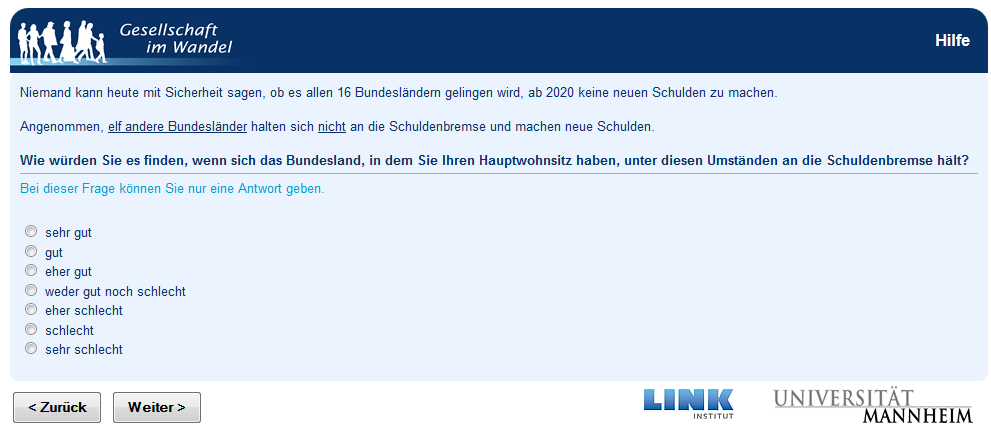 Gesellschaft
im Wandel
Hilfe
Niemand kann heute mit Sicherheit sagen, ob es allen 16 Bundesländern gelingen wird, ab 2020 keine neuen Schulden zu machen.
Angenommen, elf andere Bundesländer halten sich nicht an die Schuldenbremse und machen neue Schulden.
Wie würden Sie es finden, wenn sich das Bundesland, in dem Sie Ihren Hauptwohnsitz haben, unter diesen Umständen an die Schuldenbremse hält?
Bei dieser Frage können Sie nur eine Antwort geben.
sehr gut
gut
eher gut
weder gut noch schlecht
eher schlecht
schlecht
sehr schlecht
< Zurück
Weiter >
LINK
INSTITUT
UNIVERSITÄT
MANNHEIM